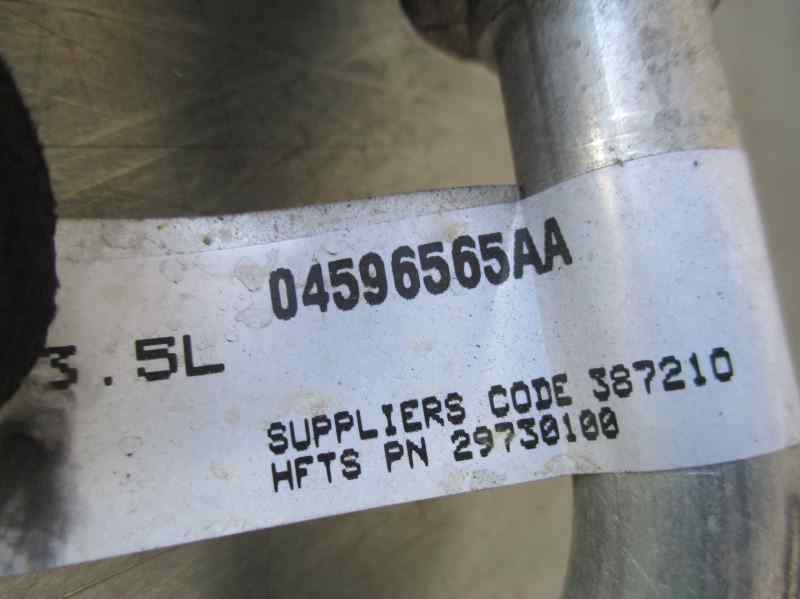 04596565AA
3.5L
SUPPLIERS CODE 387210
HFTS PN 29730100